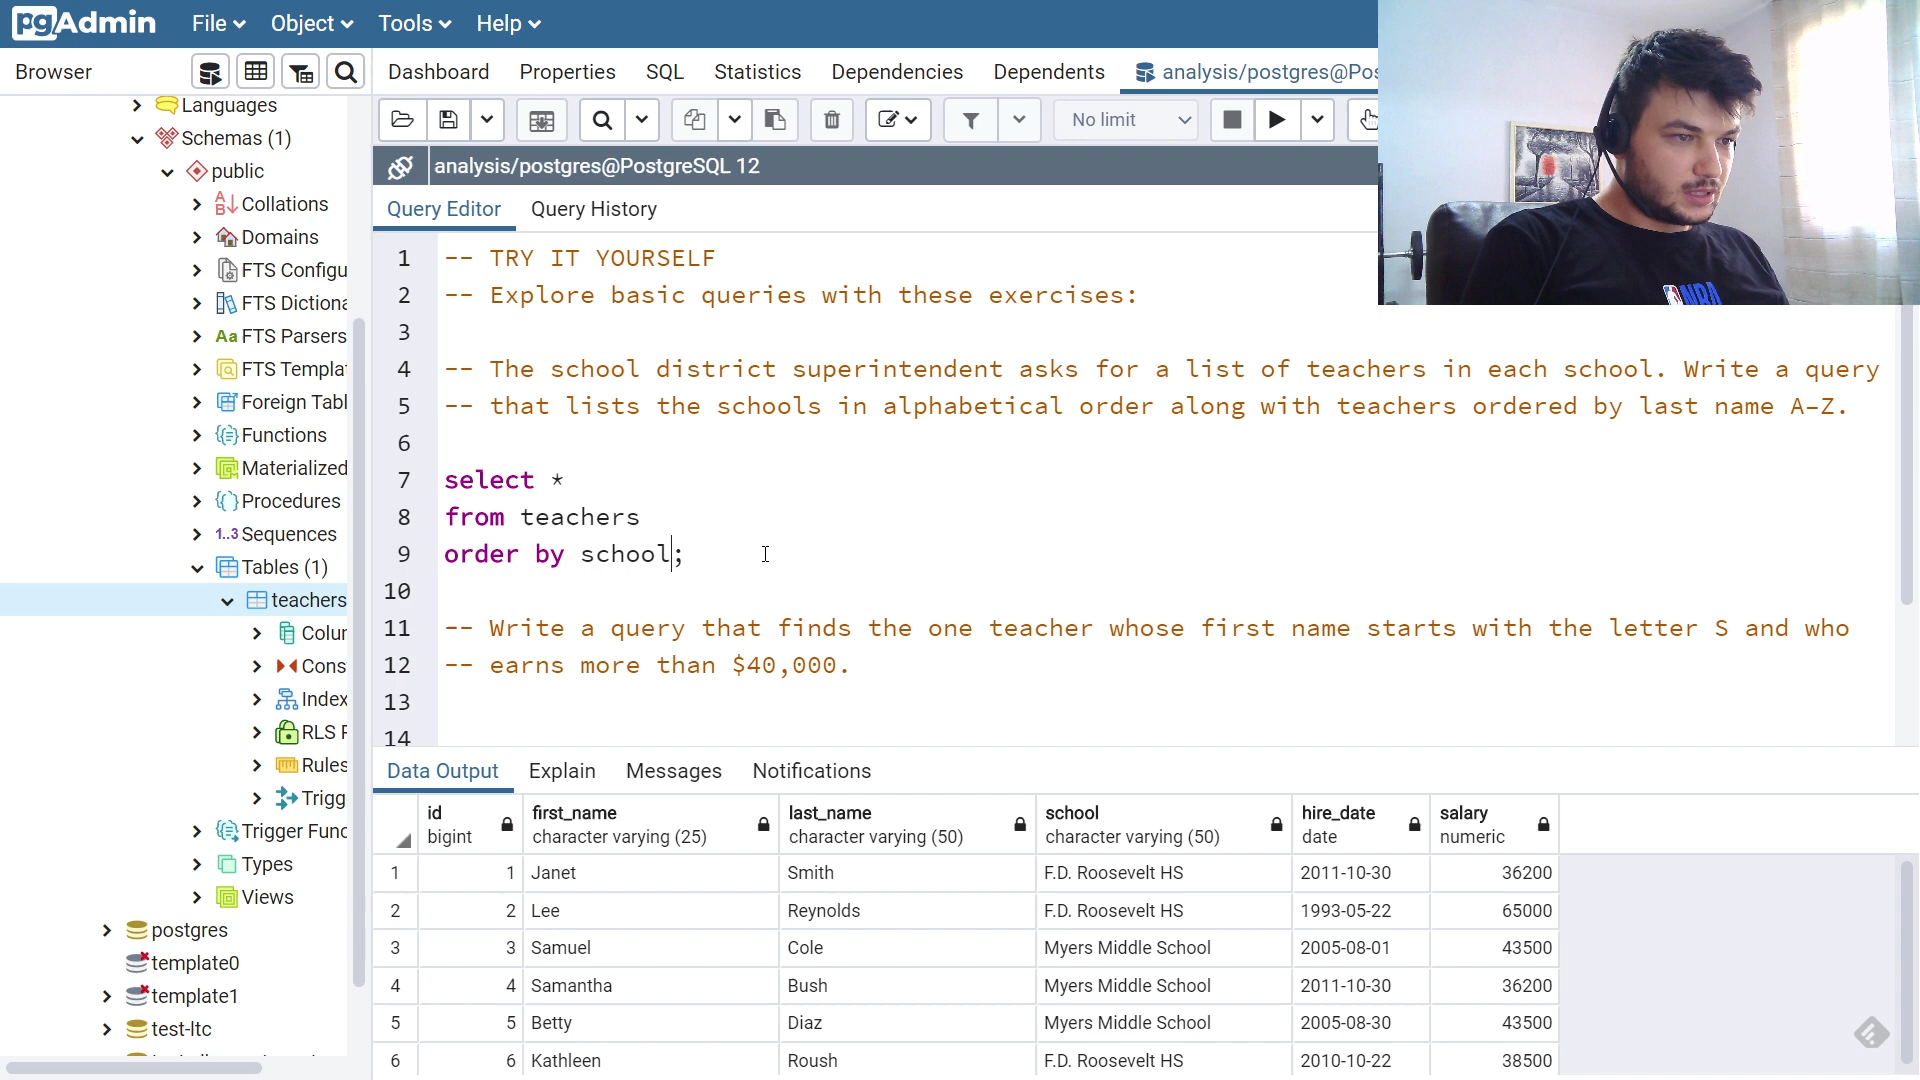 pgAdmin File Object Tools Help
Browser
Dashboard Properties SQL Statistics Dependencies Dependents analysis/postgres@Pos
Languages
Schemas (1)
public
Collations
Domains
FTS Configu
FTS Dictiona
Aa FTS Parsers
FTS Templat
Foreign Tabl
Functions
Materialized
Procedures
1..3 Sequences
Tables (1)
teachers
Colur
Cons
Index
RLS F
Rules
Trigg
Trigger Func
Types
Views
postgres
template0
template1
test-ltc
No limit
analysis/postgres@PostgreSQL 12
Query Editor Query History
1 -- TRY IT YOURSELF
2 -- Explore basic queries with these exercises:
3
4 -- The school district superintendent asks for a list of teachers in each school. Write a query
5 -- that lists the schools in alphabetical order along with teachers ordered by last name A–Z.
6
7 select *
8 from teachers
9 order by school;
10
11 -- Write a query that finds the one teacher whose first name starts with the letter S and who
12 -- earns more than $40,000.
13
14
Data Output Explain Messages Notifications
id first_name last_name school hire_date salary
bigint character varying (25) character varying (50) character varying (50) date numeric
1 1 Janet Smith F.D. Roosevelt HS 2011-10-30 36200
2 2 Lee Reynolds F.D. Roosevelt HS 1993-05-22 65000
3 3 Samuel Cole Myers Middle School 2005-08-01 43500
4 4 Samantha Bush Myers Middle School 2011-10-30 36200
5 5 Betty Diaz Myers Middle School 2005-08-30 43500
6 6 Kathleen Roush F.D. Roosevelt HS 2010-10-22 38500
NBA